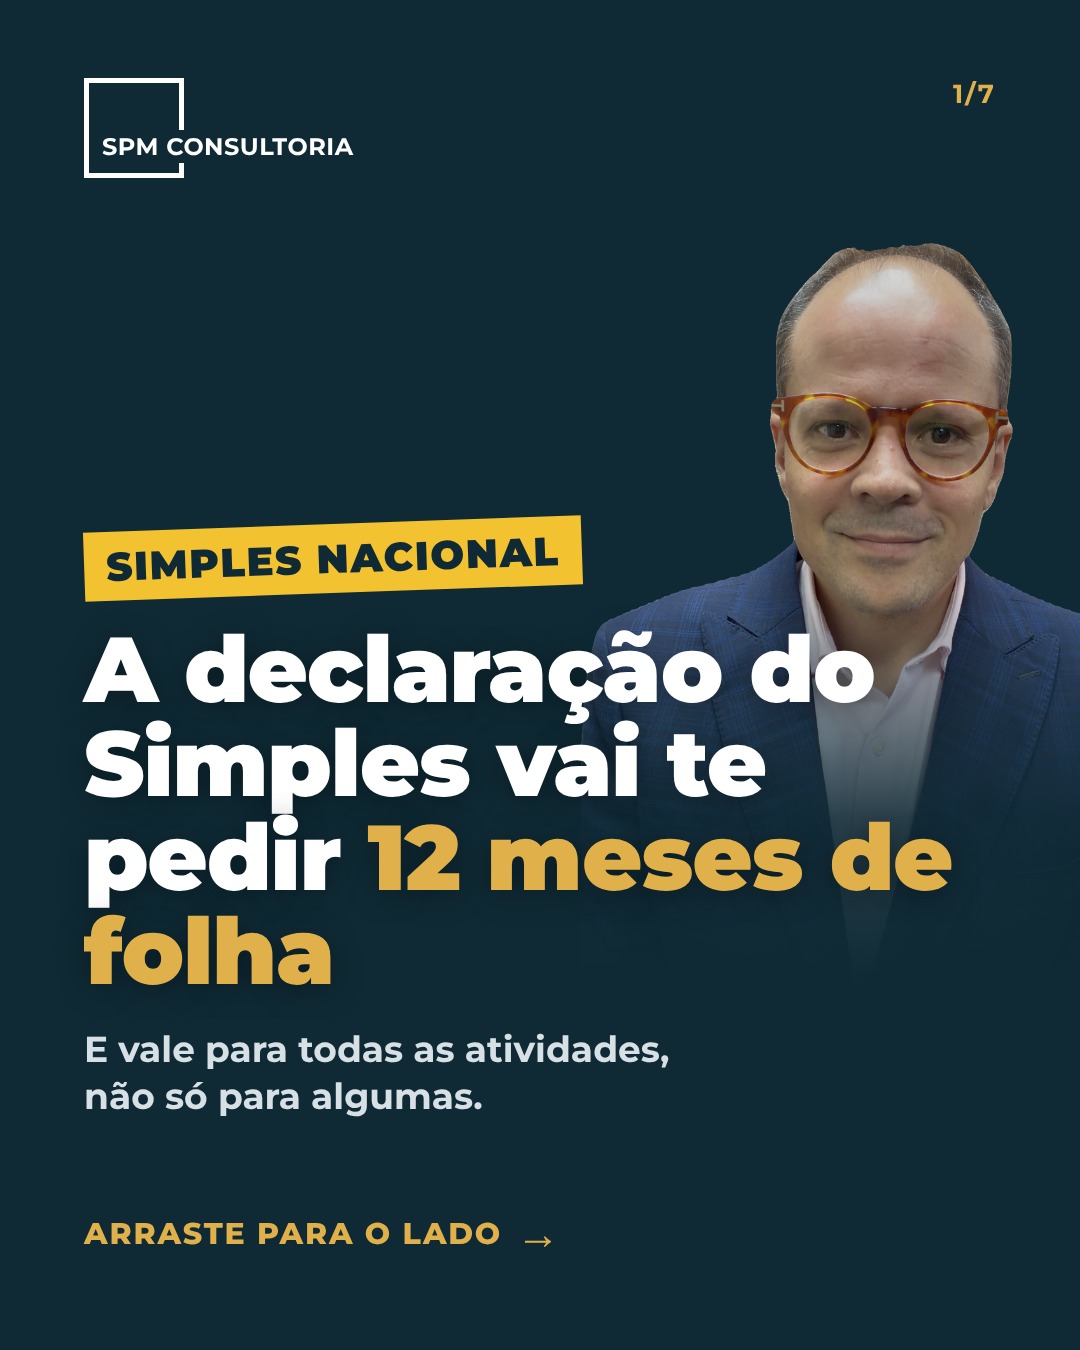 SPM CONSULTORIA
1/7
SIMPLES NACIONAL
A declaração do
Simples vai te
pedir 12 meses de
folha
E vale para todas as atividades,
não só para algumas.
ARRASTE PARA O LADO →